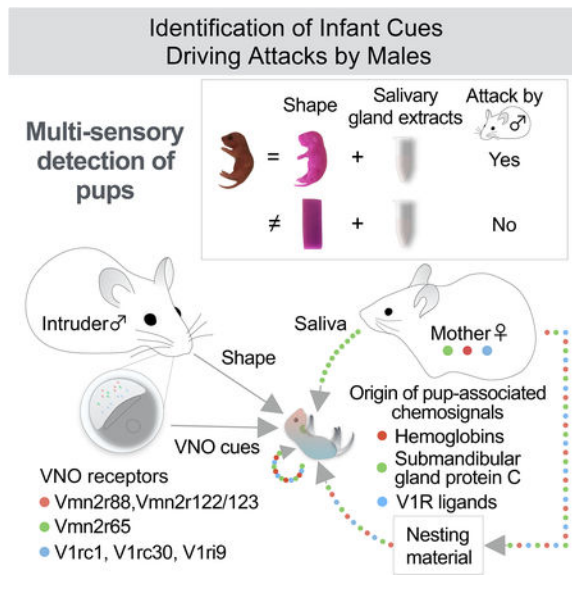 Identification of Infant Cues
Driving Attacks by Males
Multi-sensory
detection of
pups
Shape
Salivary
gland extracts
Attack by
♂
= + Yes
≠ + No
Intruder♂
Shape
VNO cues
VNO receptors
Vmn2r88,Vmn2r122/123
Vmn2r65
V1rc1, V1rc30, V1ri9
Saliva
Mother♀
Origin of pup-associated
chemosignals
Hemoglobins
Submandibular
gland protein C
V1R ligands
Nesting
material